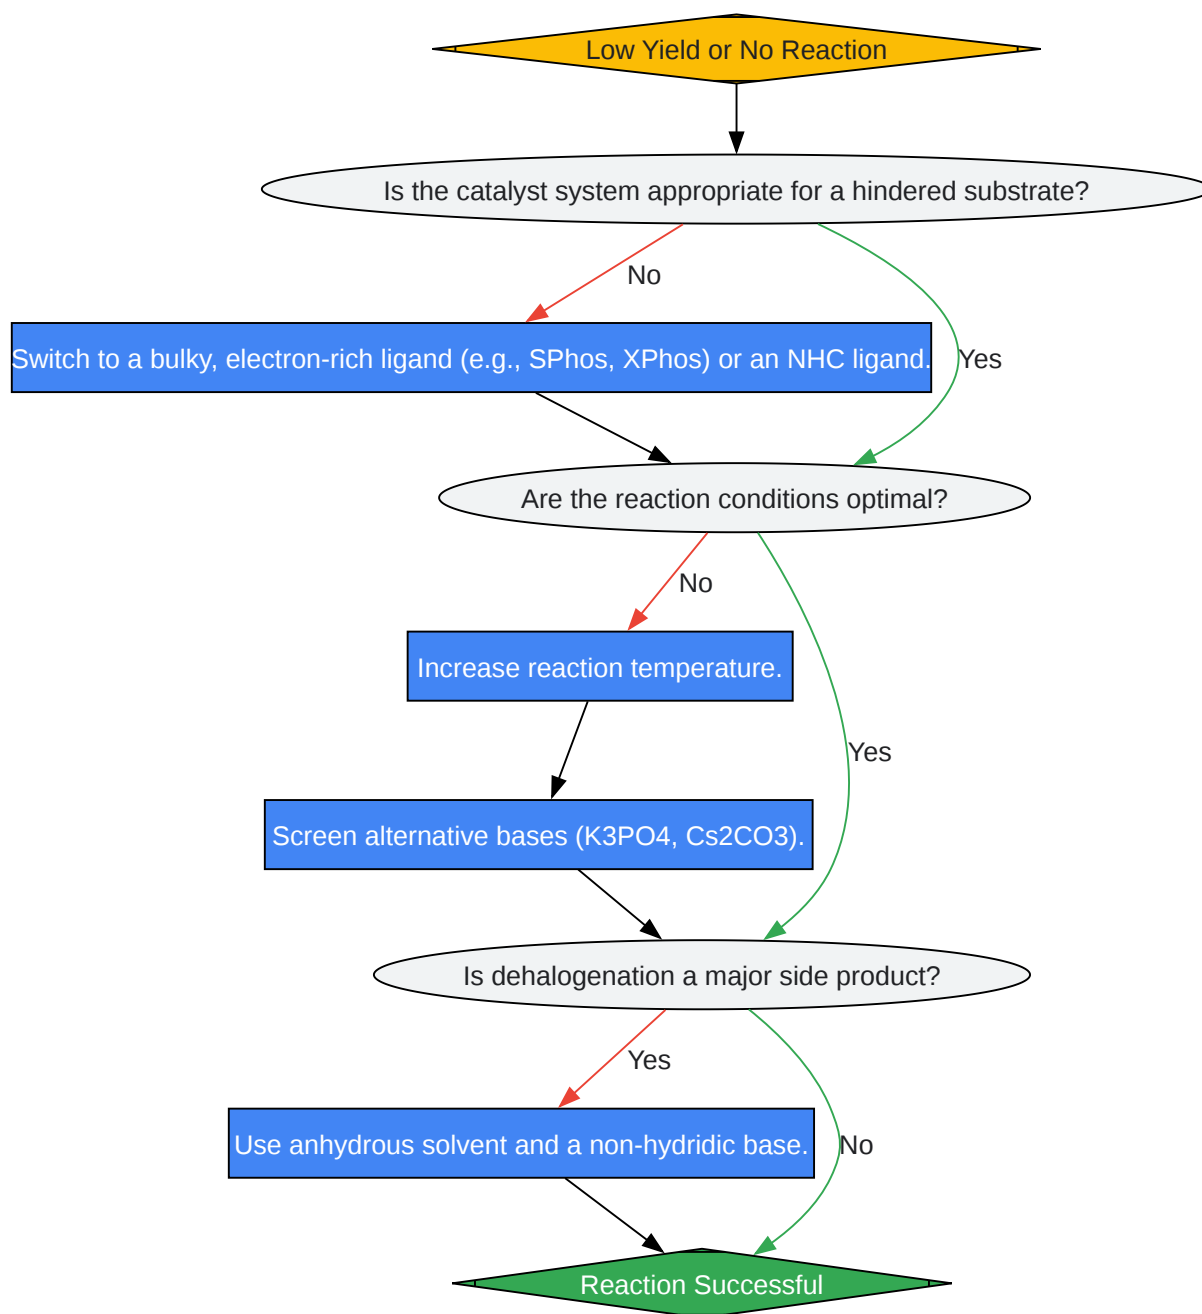 Low Yield or No Reaction
Is the catalyst system appropriate for a hindered substrate?
No
Switch to a bulky, electron-rich ligand (e.g., SPhos, XPhos) or an NHC ligand.
Yes
Are the reaction conditions optimal?
No
Increase reaction temperature.
Yes
Screen alternative bases (K3PO4, Cs2CO3).
Is dehalogenation a major side product?
Yes
Use anhydrous solvent and a non-hydridic base.
No
Reaction Successful